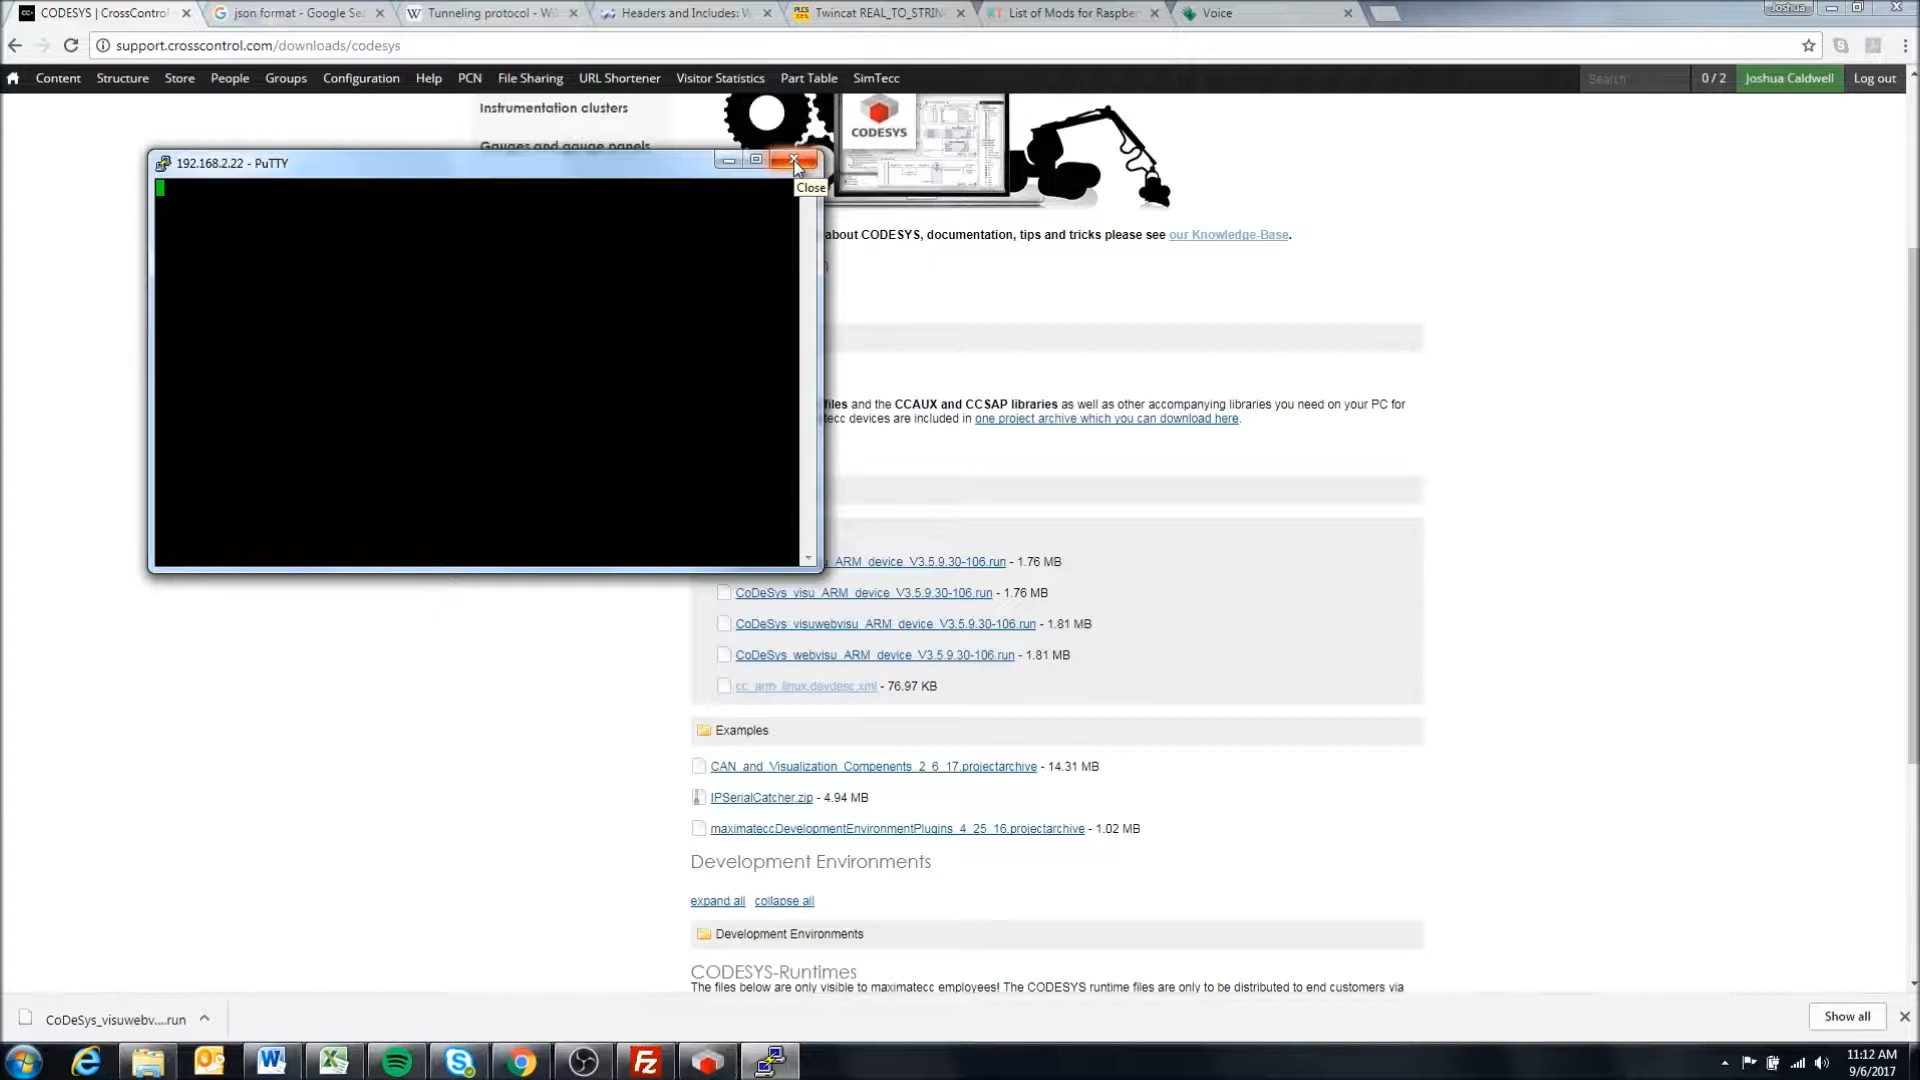 CODESYS | CrossControl
json format - Google Sea
Tunneling protocol - Wi
Headers and Includes: W
Twincat REAL_TO_STRIN
List of Mods for Raspber
Voice
Joshua
support.crosscontrol.com/downloads/codesys
Content Structure Store People Groups Configuration Help PCN File Sharing URL Shortener Visitor Statistics Part Table SimTecc
Search
0 / 2
Joshua Caldwell
Log out
Instrumentation clusters
Gauges and gauge panels
CODESYS
192.168.2.22 - PuTTY
Close
about CODESYS, documentation, tips and tricks please see our Knowledge-Base.
files and the CCAUX and CCSAP libraries as well as other accompanying libraries you need on your PC for
tecc devices are included in one project archive which you can download here.
_ARM_device_V3.5.9.30-106.run - 1.76 MB
CoDeSys_visu_ARM_device_V3.5.9.30-106.run - 1.76 MB
CoDeSys_visuwebvisu_ARM_device_V3.5.9.30-106.run - 1.81 MB
CoDeSys_webvisu_ARM_device_V3.5.9.30-106.run - 1.81 MB
cc_arm_linux.devdesc.xml - 76.97 KB
Examples
CAN_and_Visualization_Compenents_2_6_17.projectarchive - 14.31 MB
IPSerialCatcher.zip - 4.94 MB
maximateccDevelopmentEnvironmentPlugins_4_25_16.projectarchive - 1.02 MB
Development Environments
expand all collapse all
Development Environments
CODESYS-Runtimes
The files below are only visible to maximatecc employees! The CODESYS runtime files are only to be distributed to end customers via
CoDeSys_visuwebv....run
Show all
11:12 AM
9/6/2017